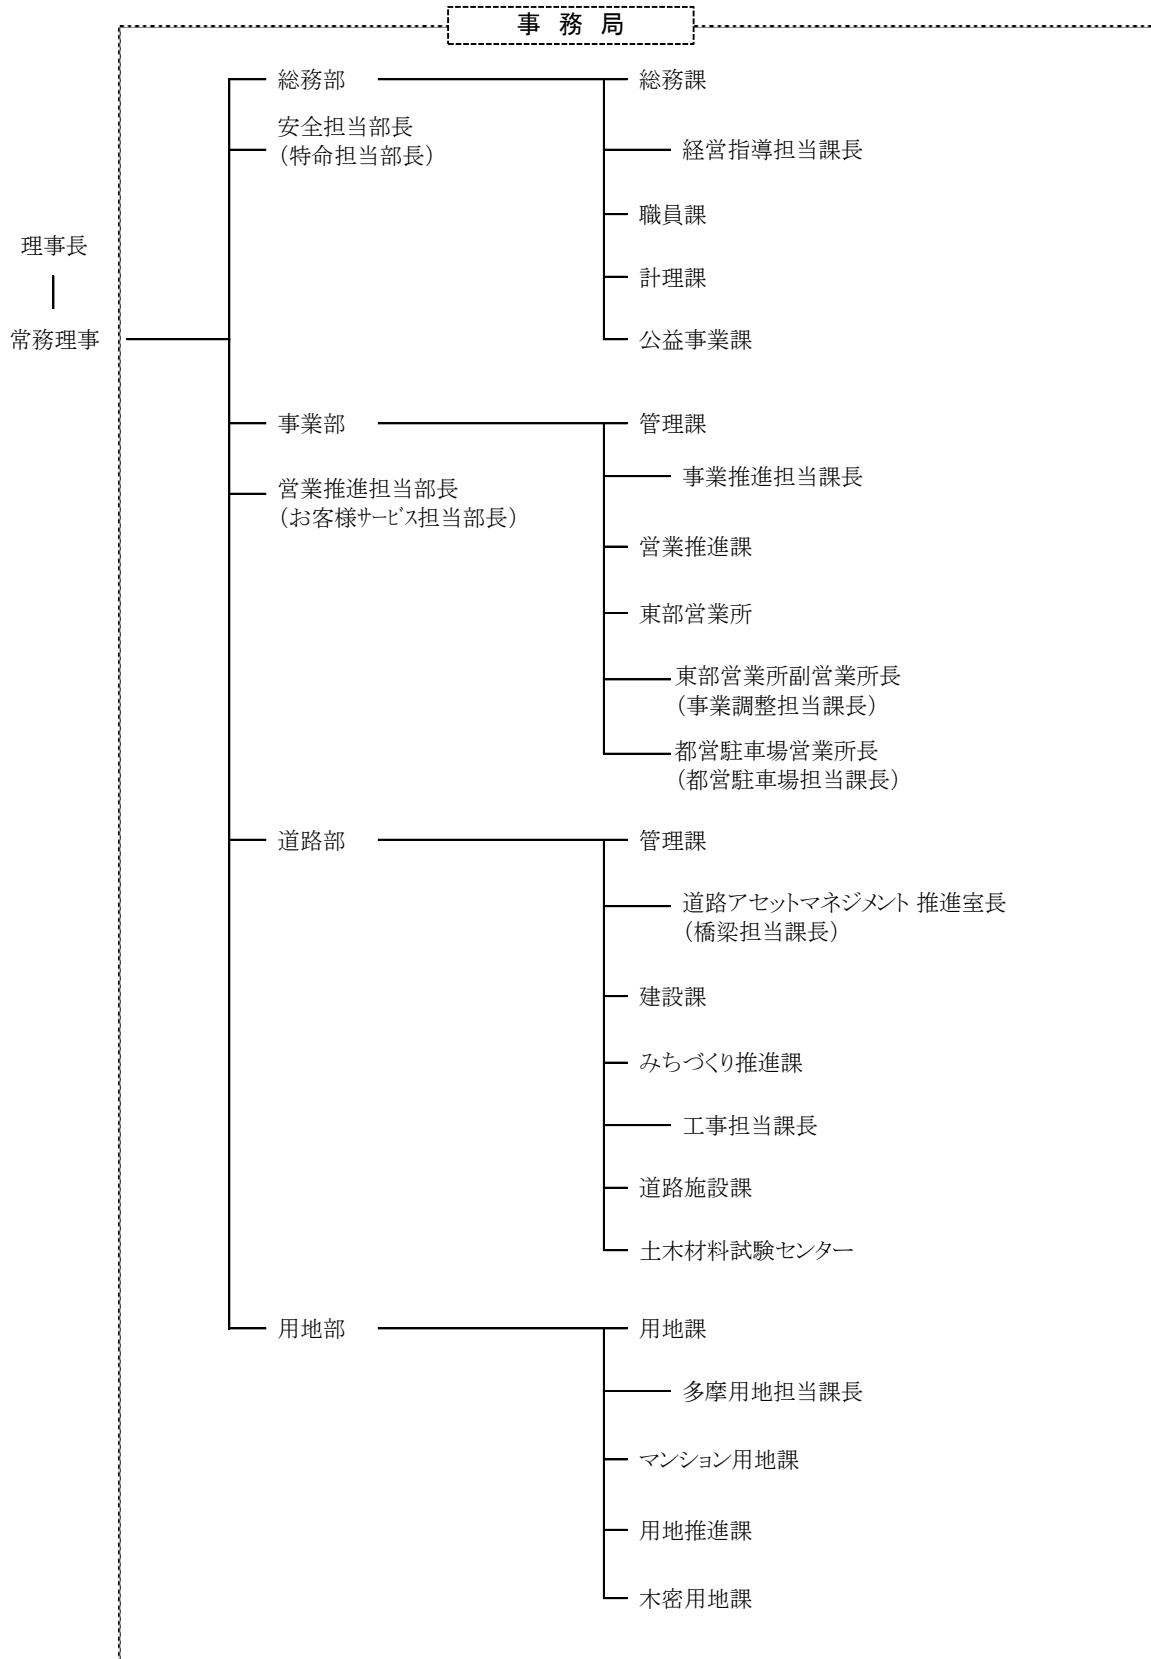 事 務 局
理事長
常務理事
総務部
総務課
安全担当部長
（特命担当部長）
経営指導担当課長
職員課
計理課
公益事業課
事業部
管理課
営業推進担当部長
（お客様ｻｰﾋﾞｽ担当部長）
事業推進担当課長
営業推進課
東部営業所
東部営業所副営業所長
（事業調整担当課長）
都営駐車場営業所長
（都営駐車場担当課長）
道路部
管理課
道路アセットマネジメント 推進室長
（橋梁担当課長）
建設課
みちづくり推進課
工事担当課長
道路施設課
土木材料試験センター
用地部
用地課
多摩用地担当課長
マンション用地課
用地推進課
木密用地課